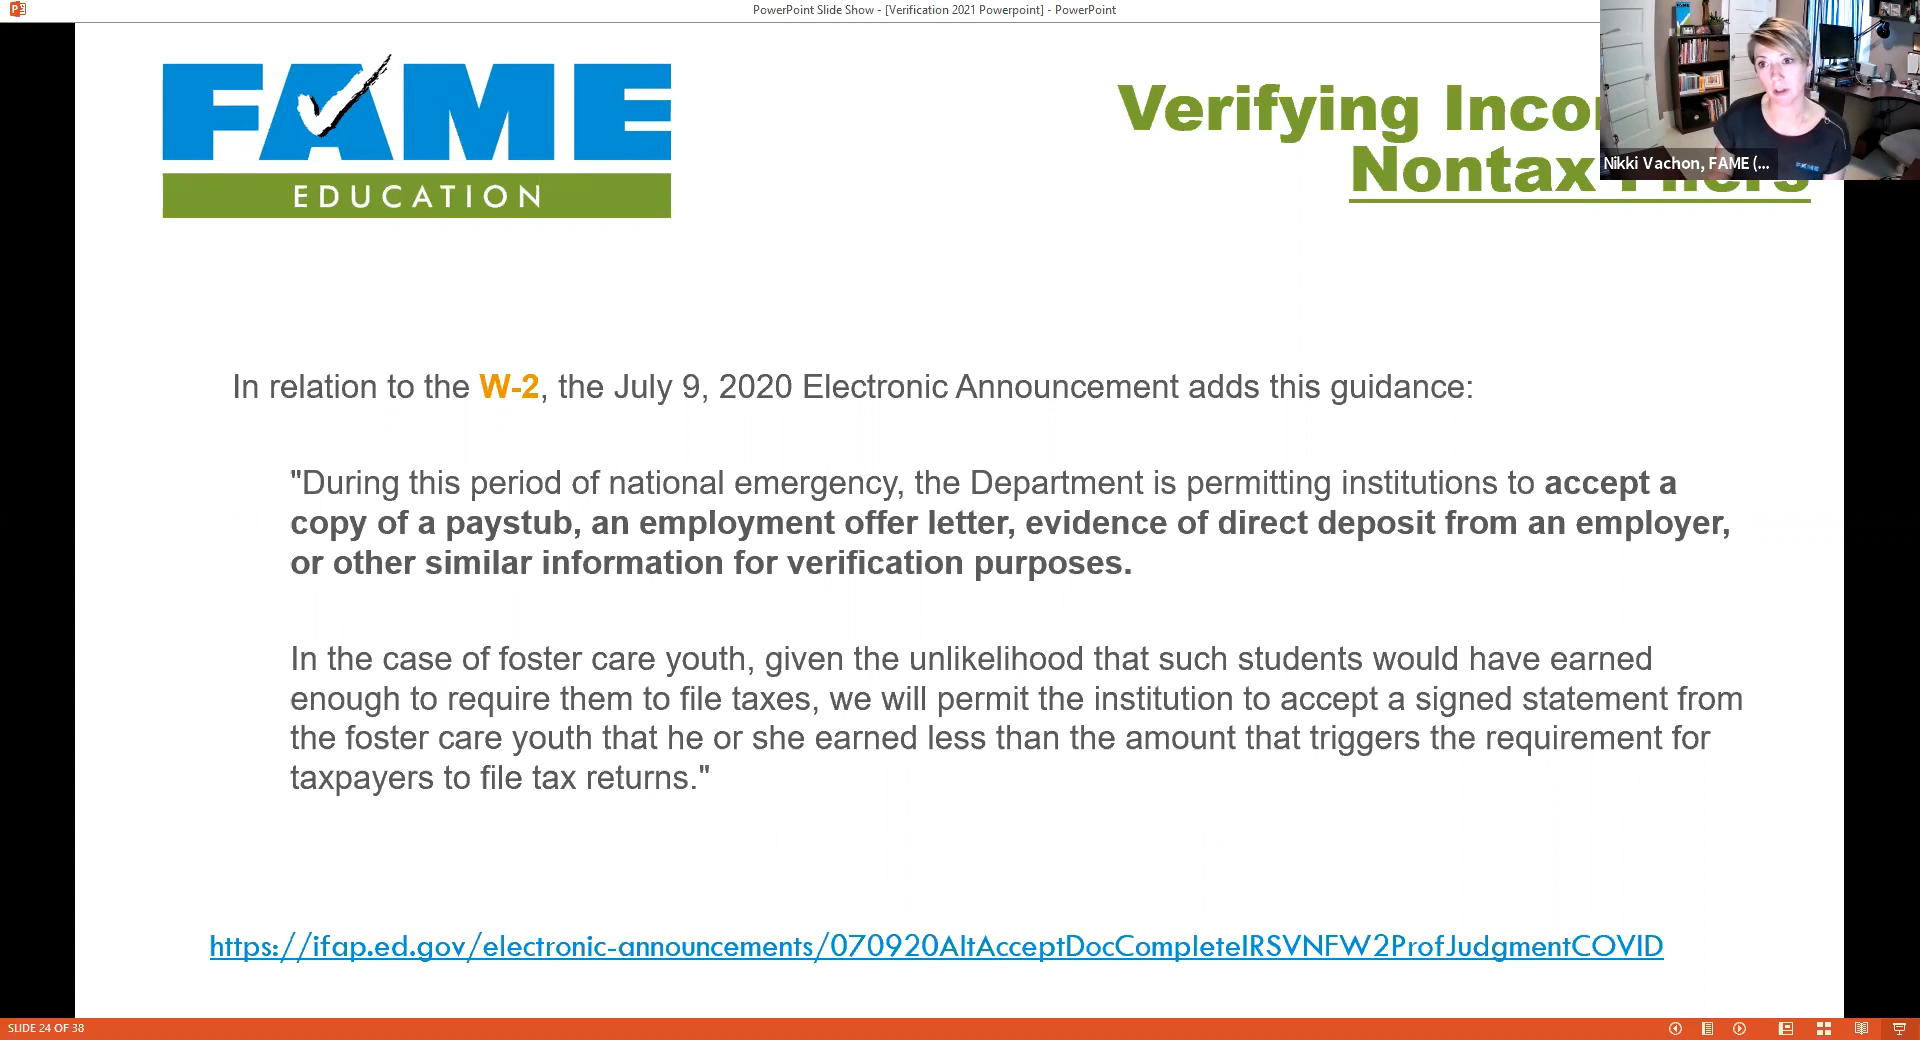 PowerPoint Slide Show - [Verification 2021 Powerpoint] - PowerPoint
FAME
EDUCATION
Verifying
Nontax
Nikki Vachon, FAME (...
FAME
In relation to the W-2, the July 9, 2020 Electronic Announcement adds this guidance:
"During this period of national emergency, the Department is permitting institutions to accept a
copy of a paystub, an employment offer letter, evidence of direct deposit from an employer,
or other similar information for verification purposes.
In the case of foster care youth, given the unlikelihood that such students would have earned
enough to require them to file taxes, we will permit the institution to accept a signed statement from
the foster care youth that he or she earned less than the amount that triggers the requirement for
taxpayers to file tax returns."
https://ifap.ed.gov/electronic-announcements/070920AltAcceptDocCompleteIRSVNFW2ProfJudgmentCOVID
SLIDE 24 OF 38